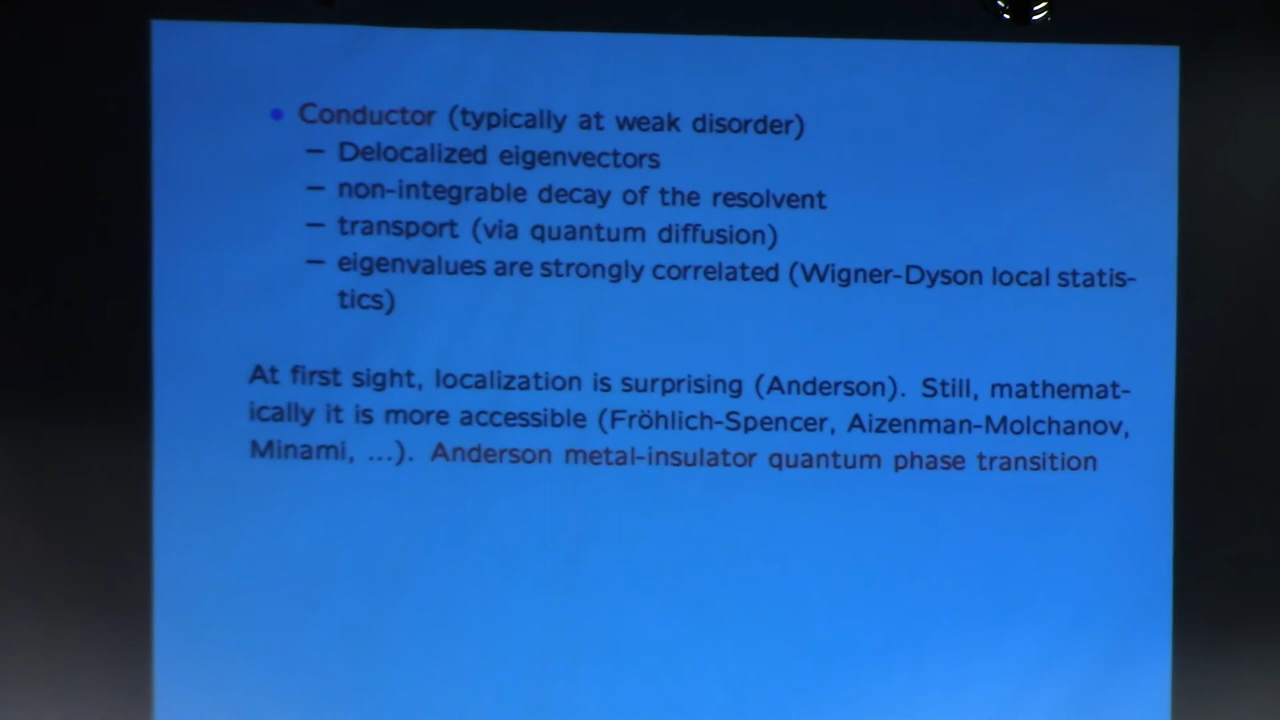 • Conductor (typically at weak disorder)
– Delocalized eigenvectors
– non-integrable decay of the resolvent
– transport (via quantum diffusion)
– eigenvalues are strongly correlated (Wigner-Dyson local statis-
tics)
At first sight, localization is surprising (Anderson). Still, mathemat-
ically it is more accessible (Fröhlich-Spencer, Aizenman-Molchanov,
Minami, ...). Anderson metal-insulator quantum phase transition